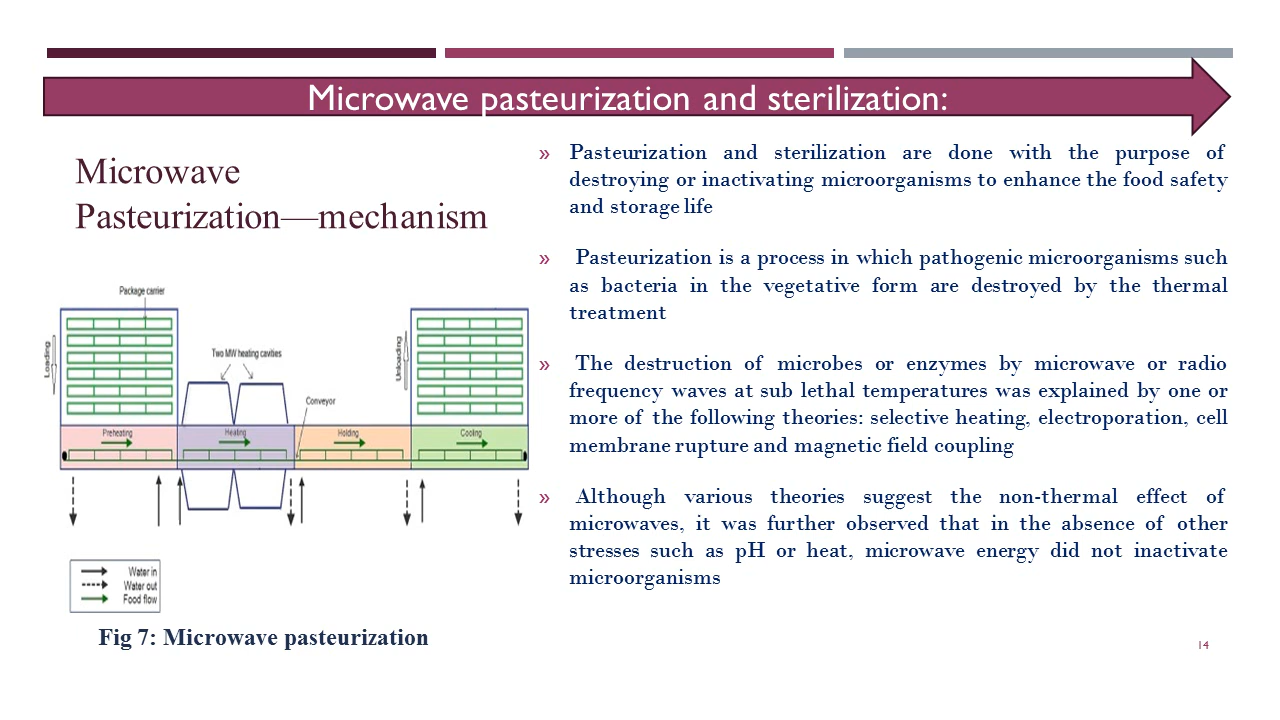 Microwave pasteurization and sterilization:
Microwave
Pasteurization—mechanism
Package carrier
Loading
Two MW heating cavities
Unloading
Conveyor
Preheating
Heating
Holding
Cooling
Water in
Water out
Food flow
Fig 7: Microwave pasteurization
» Pasteurization and sterilization are done with the purpose of
destroying or inactivating microorganisms to enhance the food safety
and storage life
» Pasteurization is a process in which pathogenic microorganisms such
as bacteria in the vegetative form are destroyed by the thermal
treatment
» The destruction of microbes or enzymes by microwave or radio
frequency waves at sub lethal temperatures was explained by one or
more of the following theories: selective heating, electroporation, cell
membrane rupture and magnetic field coupling
» Although various theories suggest the non-thermal effect of
microwaves, it was further observed that in the absence of other
stresses such as pH or heat, microwave energy did not inactivate
microorganisms
14